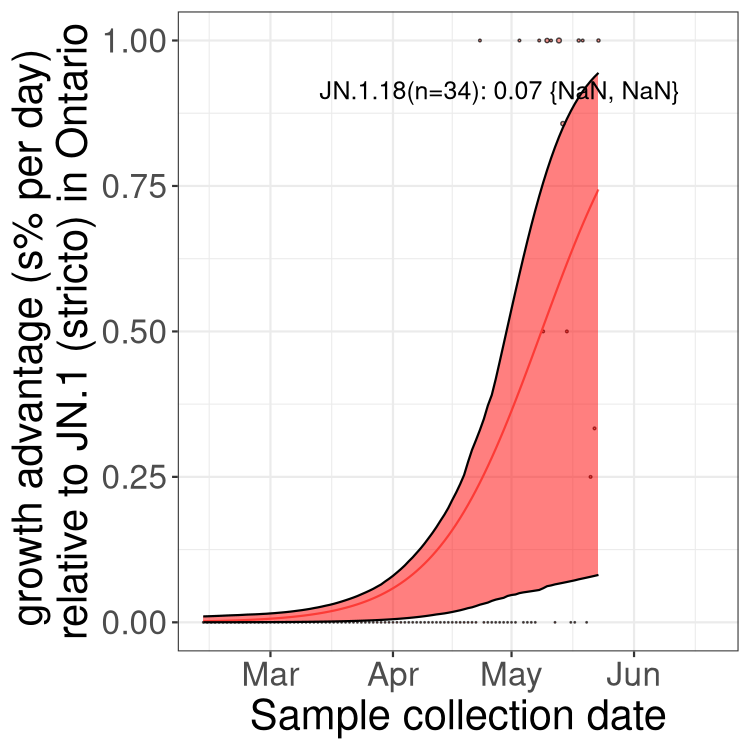 growth advantage (s% per day)
relative to JN.1 (stricto) in Ontario
1.00
0.75
0.50
0.25
0.00
JN.1.18(n=34): 0.07 {NaN, NaN}
Mar
Apr
May
Jun
Sample collection date